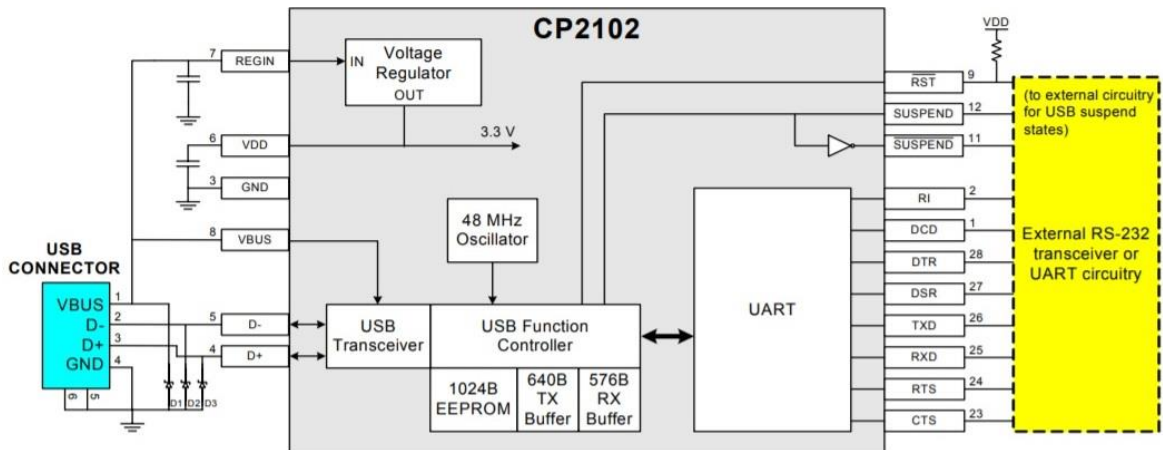 CP2102
7
REGIN
IN
Voltage
Regulator
OUT
6
VDD
3.3 V
3
GND
8
VBUS
48 MHz
Oscillator
USB
CONNECTOR
VBUS
1
D-
2
D+
3
GND
4
6
5
D1
D2
D3
5
D-
4
D+
USB
Transceiver
USB Function
Controller
1024B
EEPROM
640B
TX
Buffer
576B
RX
Buffer
UART
VDD
RST
9
SUSPEND
12
SUSPEND
11
RI
2
DCD
1
DTR
28
DSR
27
TXD
26
RXD
25
RTS
24
CTS
23
(to external circuitry
for USB suspend
states)
External RS-232
transceiver or
UART circuitry